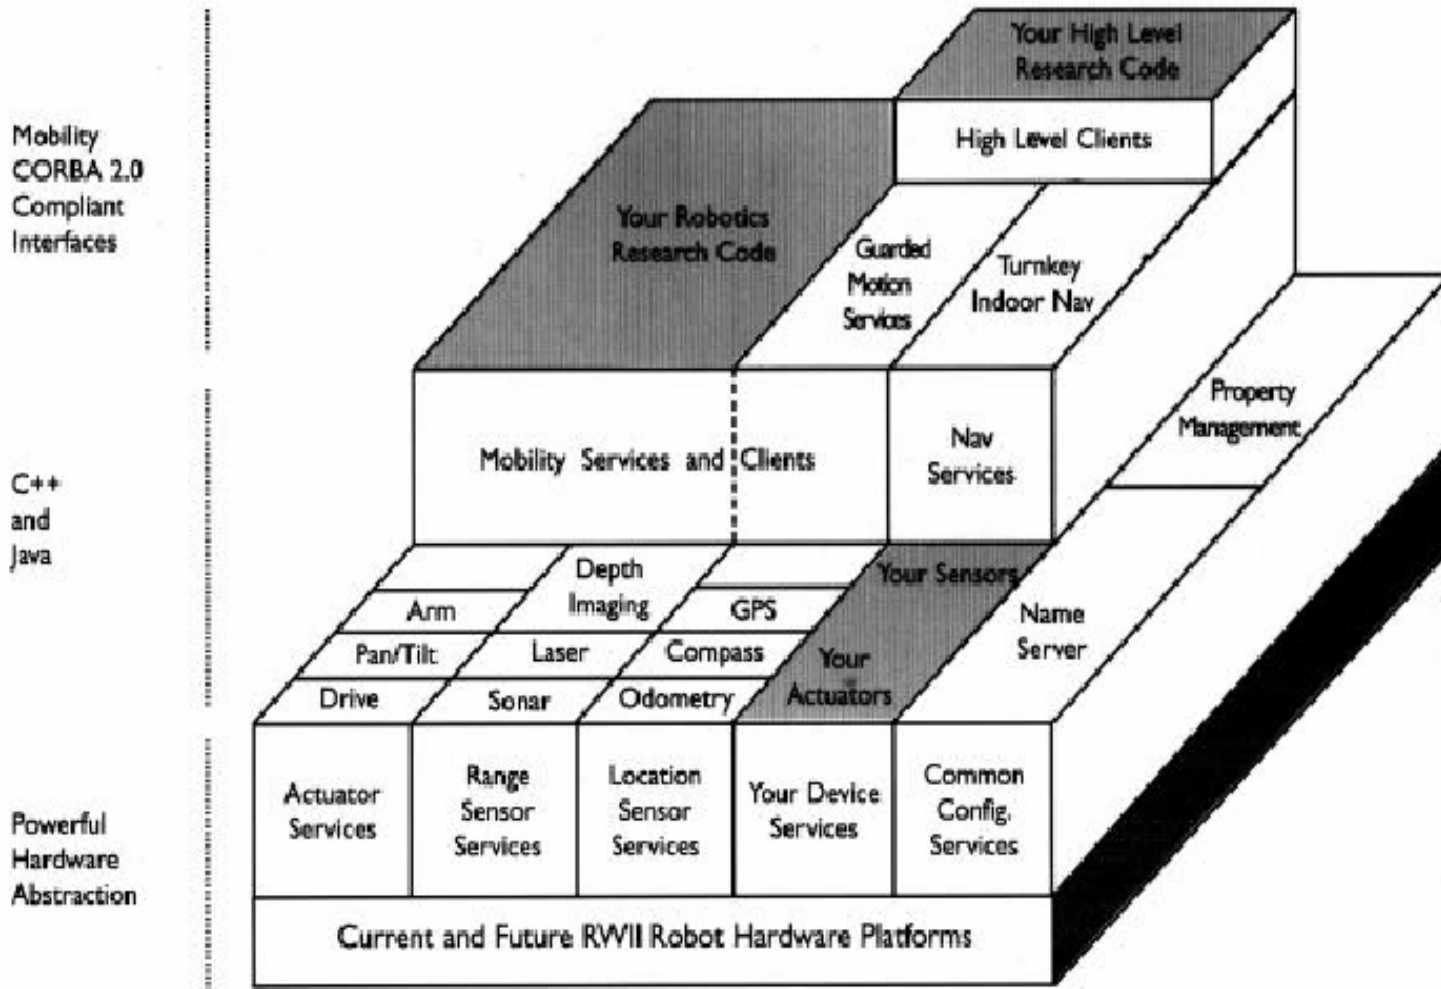 Mobility
CORBA 2.0
Compliant
Interfaces
C++
and
Java
Powerful
Hardware
Abstraction
Your High Level
Research Code
High Level Clients
Your Robotics
Research Code
Guarded
Motion
Services
Turnkey
Indoor Nav
Mobility Services and Clients
Nav
Services
Property
Management
Depth
Imaging
Arm
GPS
Pan/Tilt
Laser
Compass
Drive
Sonar
Odometry
Your Sensors
Your
Actuators
Name
Server
Actuator
Services
Range
Sensor
Services
Location
Sensor
Services
Your Device
Services
Common
Config.
Services
Current and Future RWII Robot Hardware Platforms